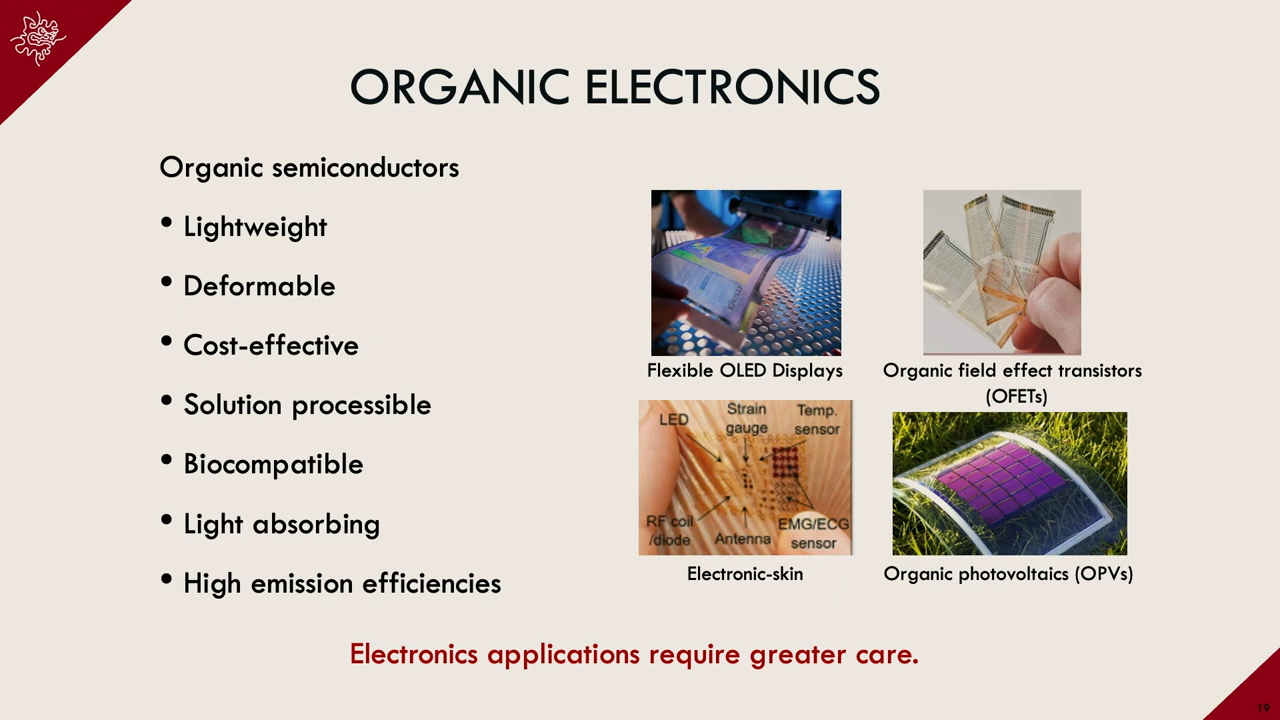 ORGANIC ELECTRONICS
Organic semiconductors
• Lightweight
• Deformable
• Cost-effective
• Solution processible
• Biocompatible
• Light absorbing
• High emission efficiencies
Flexible OLED Displays
Organic field effect transistors
(OFETs)
LED
Strain
gauge
Temp.
sensor
RF coil
/diode
Antenna
EMG/ECG
sensor
Electronic-skin
Organic photovoltaics (OPVs)
Electronics applications require greater care.
19